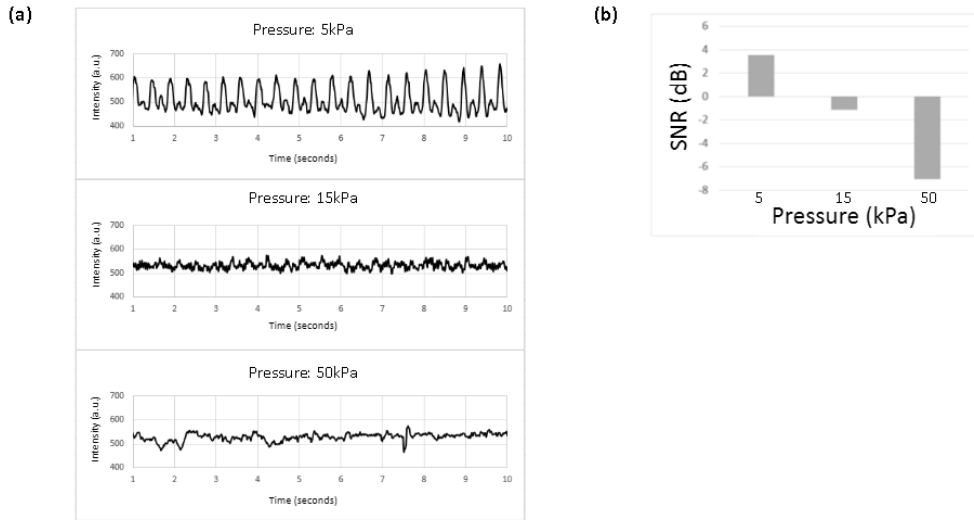 (a)
Pressure: 5kPa
Intensity (a.u.)
700
600
500
400
1 2 3 4 5 6 7 8 9 10
Time (seconds)
Pressure: 15kPa
Intensity (a.u.)
700
600
500
400
1 2 3 4 5 6 7 8 9 10
Time (seconds)
Pressure: 50kPa
Intensity (a.u.)
700
600
500
400
1 2 3 4 5 6 7 8 9 10
Time (seconds)
(b)
SNR (dB)
6
4
2
0
-2
-4
-6
-8
5 15 50
Pressure (kPa)